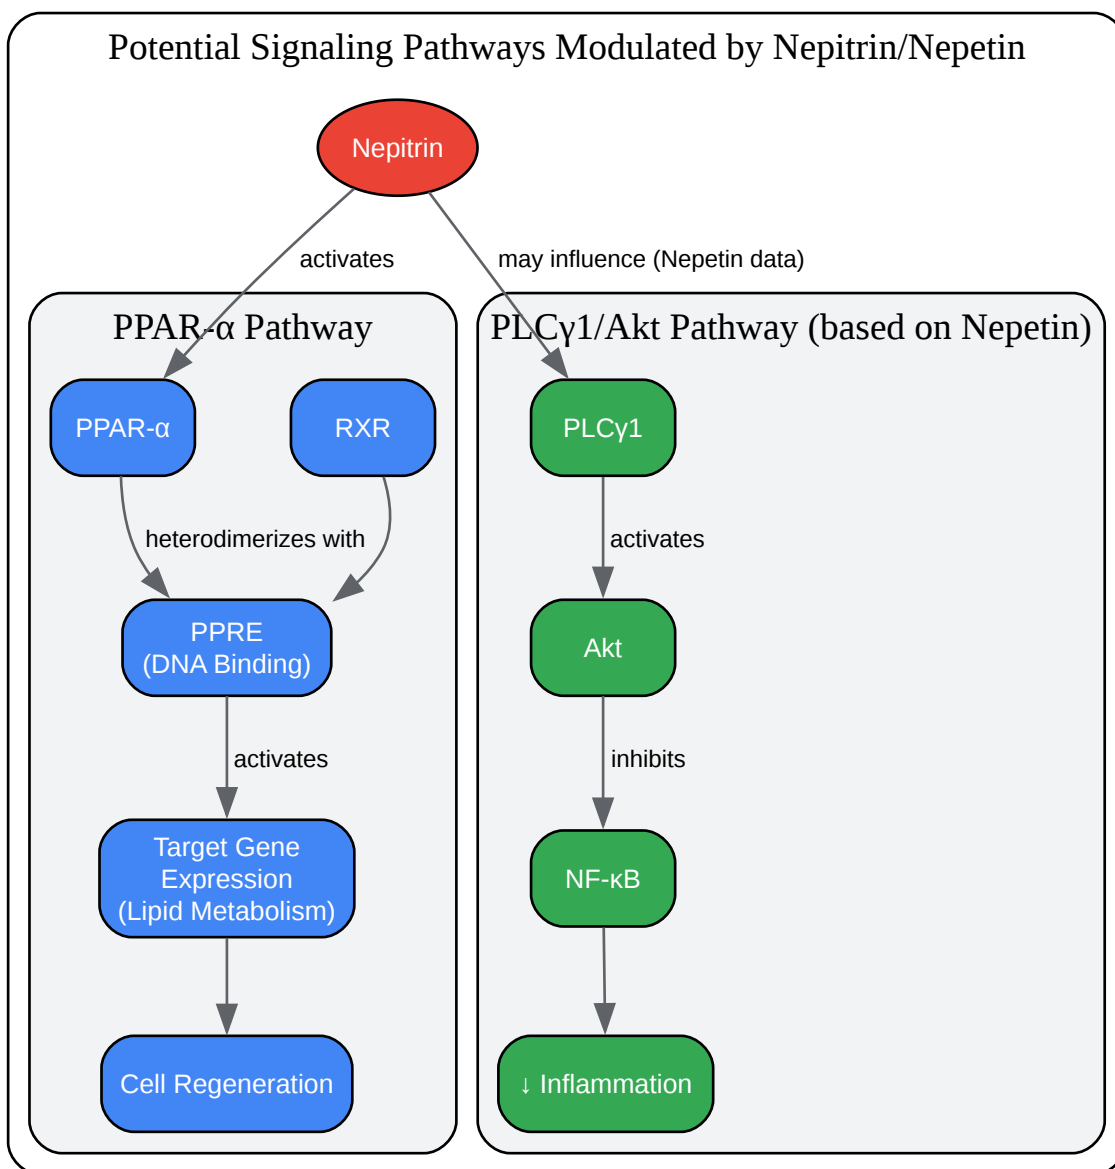 Potential Signaling Pathways Modulated by Nepitrin/Nepetin
Nepitrin
activates
may influence (Nepetin data)
PPAR-α Pathway
PPAR-α
RXR
heterodimerizes with
PPRE
(DNA Binding)
activates
Target Gene
Expression
(Lipid Metabolism)
Cell Regeneration
PLCγ1/Akt Pathway (based on Nepetin)
PLCγ1
activates
Akt
inhibits
NF-κB
↓ Inflammation